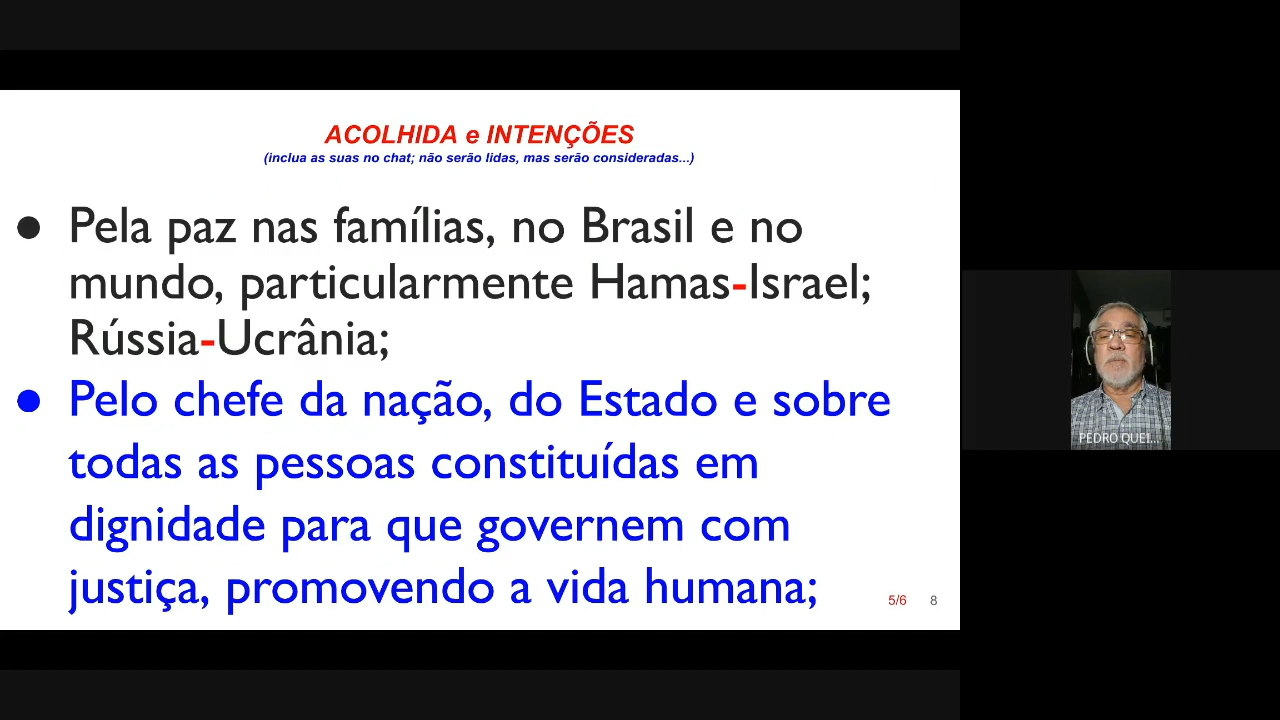 ACOLHIDA e INTENÇÕES
(inclua as suas no chat; não serão lidas, mas serão consideradas...)
● Pela paz nas famílias, no Brasil e no
mundo, particularmente Hamas-Israel;
Rússia-Ucrânia;
● Pelo chefe da nação, do Estado e sobre
todas as pessoas constituídas em
dignidade para que governem com
justiça, promovendo a vida humana;
5/6 8
PEDRO QUEI...